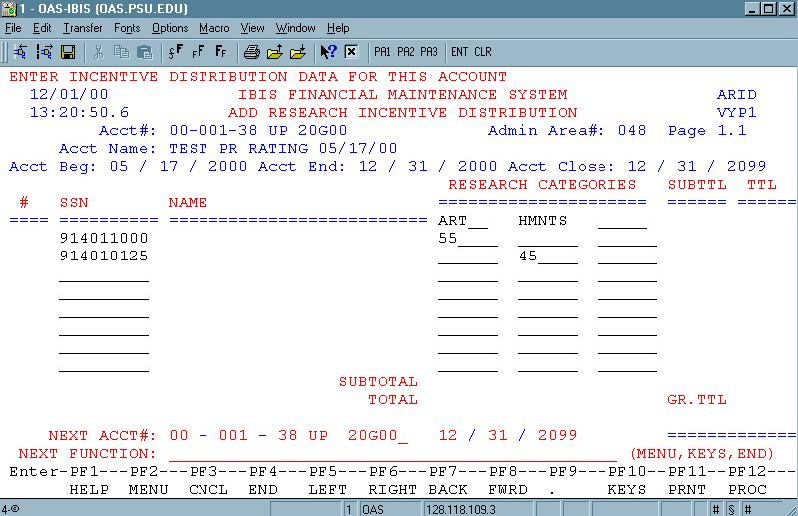 1 - OAS-IBIS (OAS.PSU.EDU)
File Edit Transfer Fonts Options Macro View Window Help
PA1 PA2 PA3 ENT CLR
ENTER INCENTIVE DISTRIBUTION DATA FOR THIS ACCOUNT
12/01/00 IBIS FINANCIAL MAINTENANCE SYSTEM ARID
13:20:50.6 ADD RESEARCH INCENTIVE DISTRIBUTION VYP1
Acct#: 00-001-38 UP 20G00 Admin Area#: 048 Page 1.1
Acct Name: TEST PR RATING 05/17/00
Acct Beg: 05 / 17 / 2000 Acct End: 12 / 31 / 2000 Acct Close: 12 / 31 / 2099
RESEARCH CATEGORIES SUBTTL TTL
# SSN NAME ===================== ====== ======
==== ========== ========================== ART__ HMNTS _____
914011000 55____ ______ ______
914010125 ______ 45____ ______
SUBTOTAL
TOTAL GR.TTL
NEXT ACCT#: 00 - 001 - 38 UP 20G00_ 12 / 31 / 2099 =============
NEXT FUNCTION: _____________________________________________ (MENU,KEYS,END)
Enter-PF1---PF2---PF3---PF4---PF5---PF6---PF7---PF8---PF9---PF10--PF11--PF12---
HELP MENU CNCL END LEFT RIGHT BACK FWRD . KEYS PRNT PROC
4-© 1 OAS 128.118.109.3 # § #